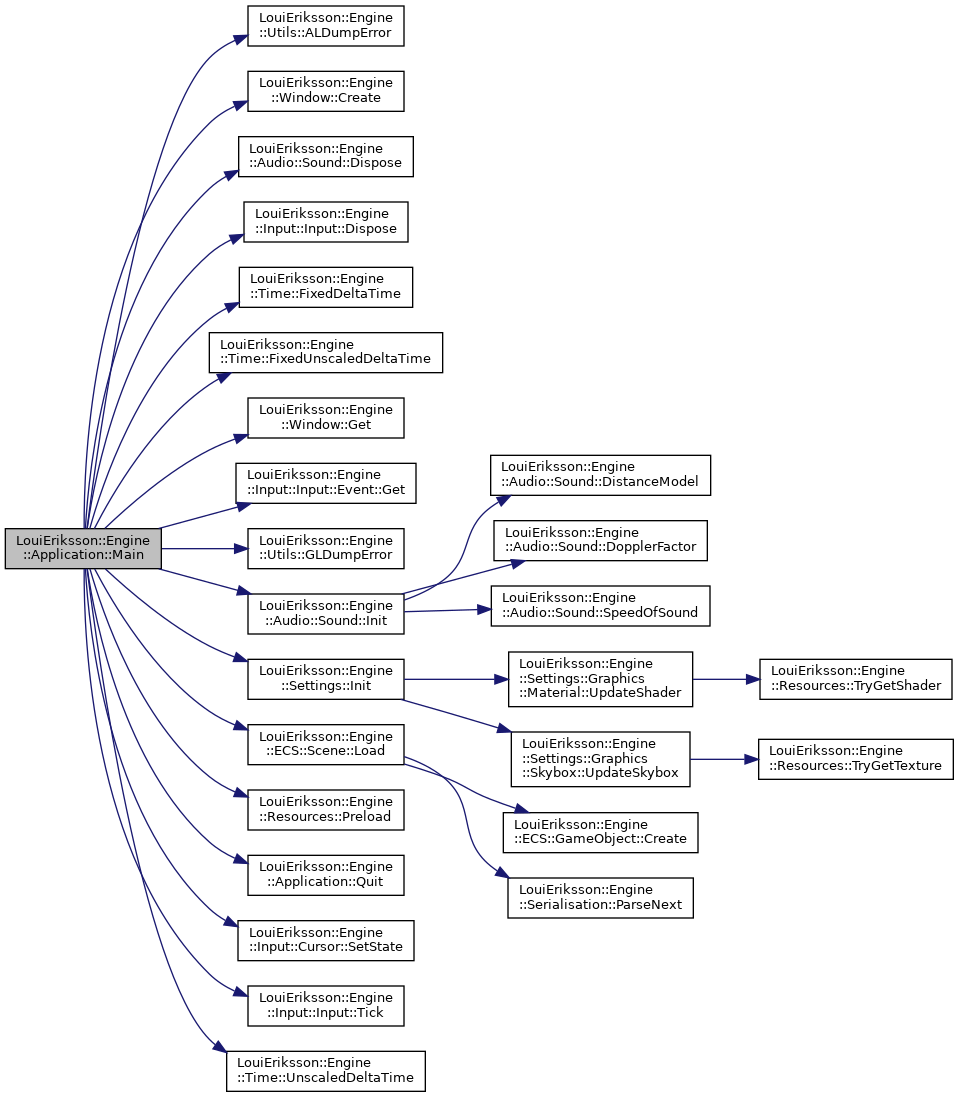 LouiEriksson::Engine
::Utils::ALDumpError
LouiEriksson::Engine
::Window::Create
LouiEriksson::Engine
::Audio::Sound::Dispose
LouiEriksson::Engine
::Input::Input::Dispose
LouiEriksson::Engine
::Time::FixedDeltaTime
LouiEriksson::Engine
::Time::FixedUnscaledDeltaTime
LouiEriksson::Engine
::Window::Get
LouiEriksson::Engine
::Input::Input::Event::Get
LouiEriksson::Engine
::Application::Main
LouiEriksson::Engine
::Utils::GLDumpError
LouiEriksson::Engine
::Audio::Sound::Init
LouiEriksson::Engine
::Audio::Sound::DistanceModel
LouiEriksson::Engine
::Audio::Sound::DopplerFactor
LouiEriksson::Engine
::Audio::Sound::SpeedOfSound
LouiEriksson::Engine
::Settings::Init
LouiEriksson::Engine
::Settings::Graphics
::Material::UpdateShader
LouiEriksson::Engine
::Resources::TryGetShader
LouiEriksson::Engine
::Settings::Graphics
::Skybox::UpdateSkybox
LouiEriksson::Engine
::Resources::TryGetTexture
LouiEriksson::Engine
::ECS::Scene::Load
LouiEriksson::Engine
::ECS::GameObject::Create
LouiEriksson::Engine
::Serialisation::ParseNext
LouiEriksson::Engine
::Resources::Preload
LouiEriksson::Engine
::Application::Quit
LouiEriksson::Engine
::Input::Cursor::SetState
LouiEriksson::Engine
::Input::Input::Tick
LouiEriksson::Engine
::Time::UnscaledDeltaTime